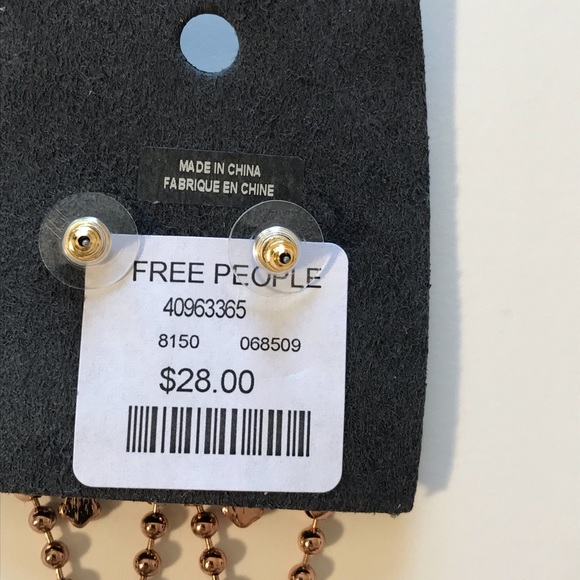 MADE IN CHINA
FABRIQUE EN CHINE
FREE PEOPLE
40963365
8150 068509
$28.00